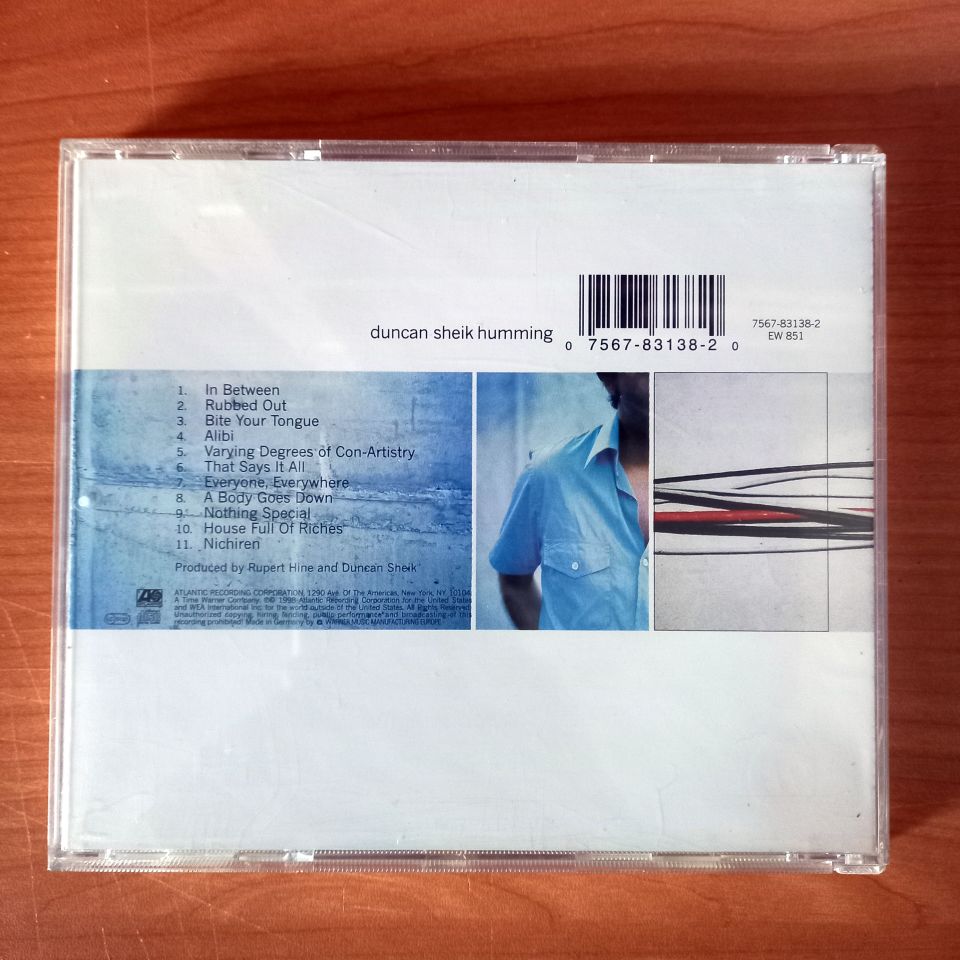 duncan sheik humming
0 7567-83138-2 0
7567-83138-2
EW 851
1. In Between
2. Rubbed Out
3. Bite Your Tongue
4. Alibi
5. Varying Degrees of Con-Artistry
6. That Says It All
7. Everyone, Everywhere
8. A Body Goes Down
9. Nothing Special
10. House Full Of Riches
11. Nichiren
Produced by Rupert Hine and Duncan Sheik
ATLANTIC RECORDING CORPORATION, 1290 Ave. Of The Americas, New York, NY. 10104
A Time Warner Company. ©℗ 1998 Atlantic Recording Corporation for the United States
and WEA International Inc. for the world outside of the United States. All Rights Reserved.
Unauthorized copying, hiring, lending, public performance and broadcasting of this
recording prohibited. Made in Germany by WARNER MUSIC MANUFACTURING EUROPE